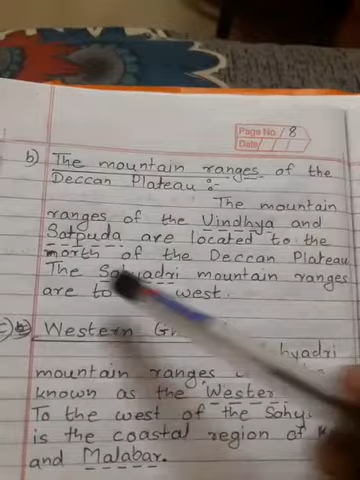 Page No. 8
Date
b) The mountain ranges of the
Deccan Plateau :-
The mountain
ranges of the Vindhya and
Satpuda are located to the
north of the Deccan Plateau
The mountain ranges
are to west.
c) Western
hyadri
mountain ranges
known as the
To the west of the
is the coastal region of
and Malabar.